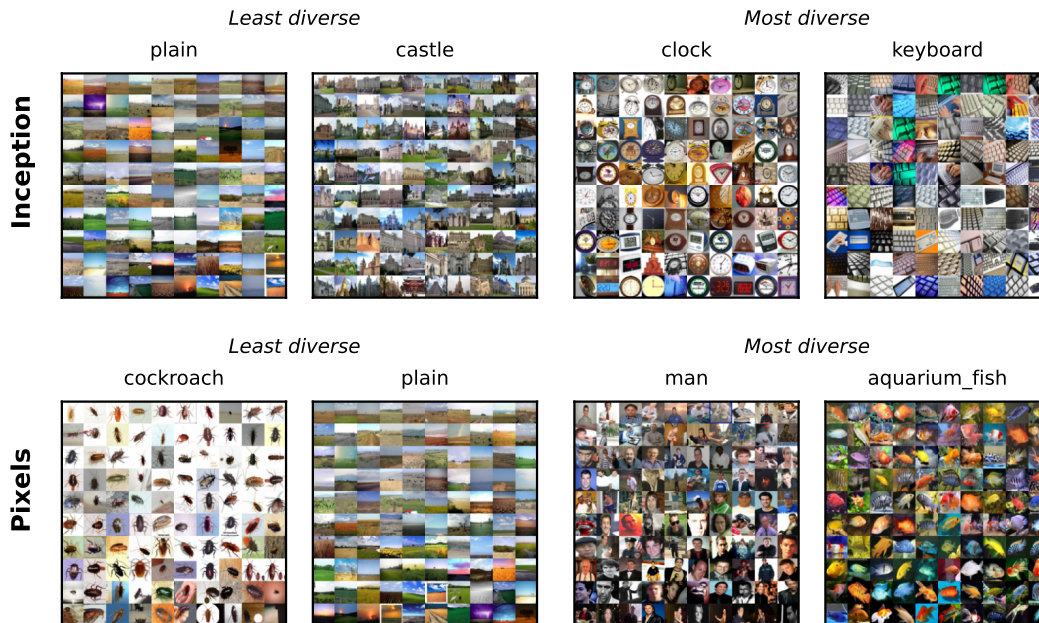 Least diverse
Most diverse
plain
castle
clock
keyboard
Inception
Least diverse
Most diverse
cockroach
plain
man
aquarium_fish
Pixels